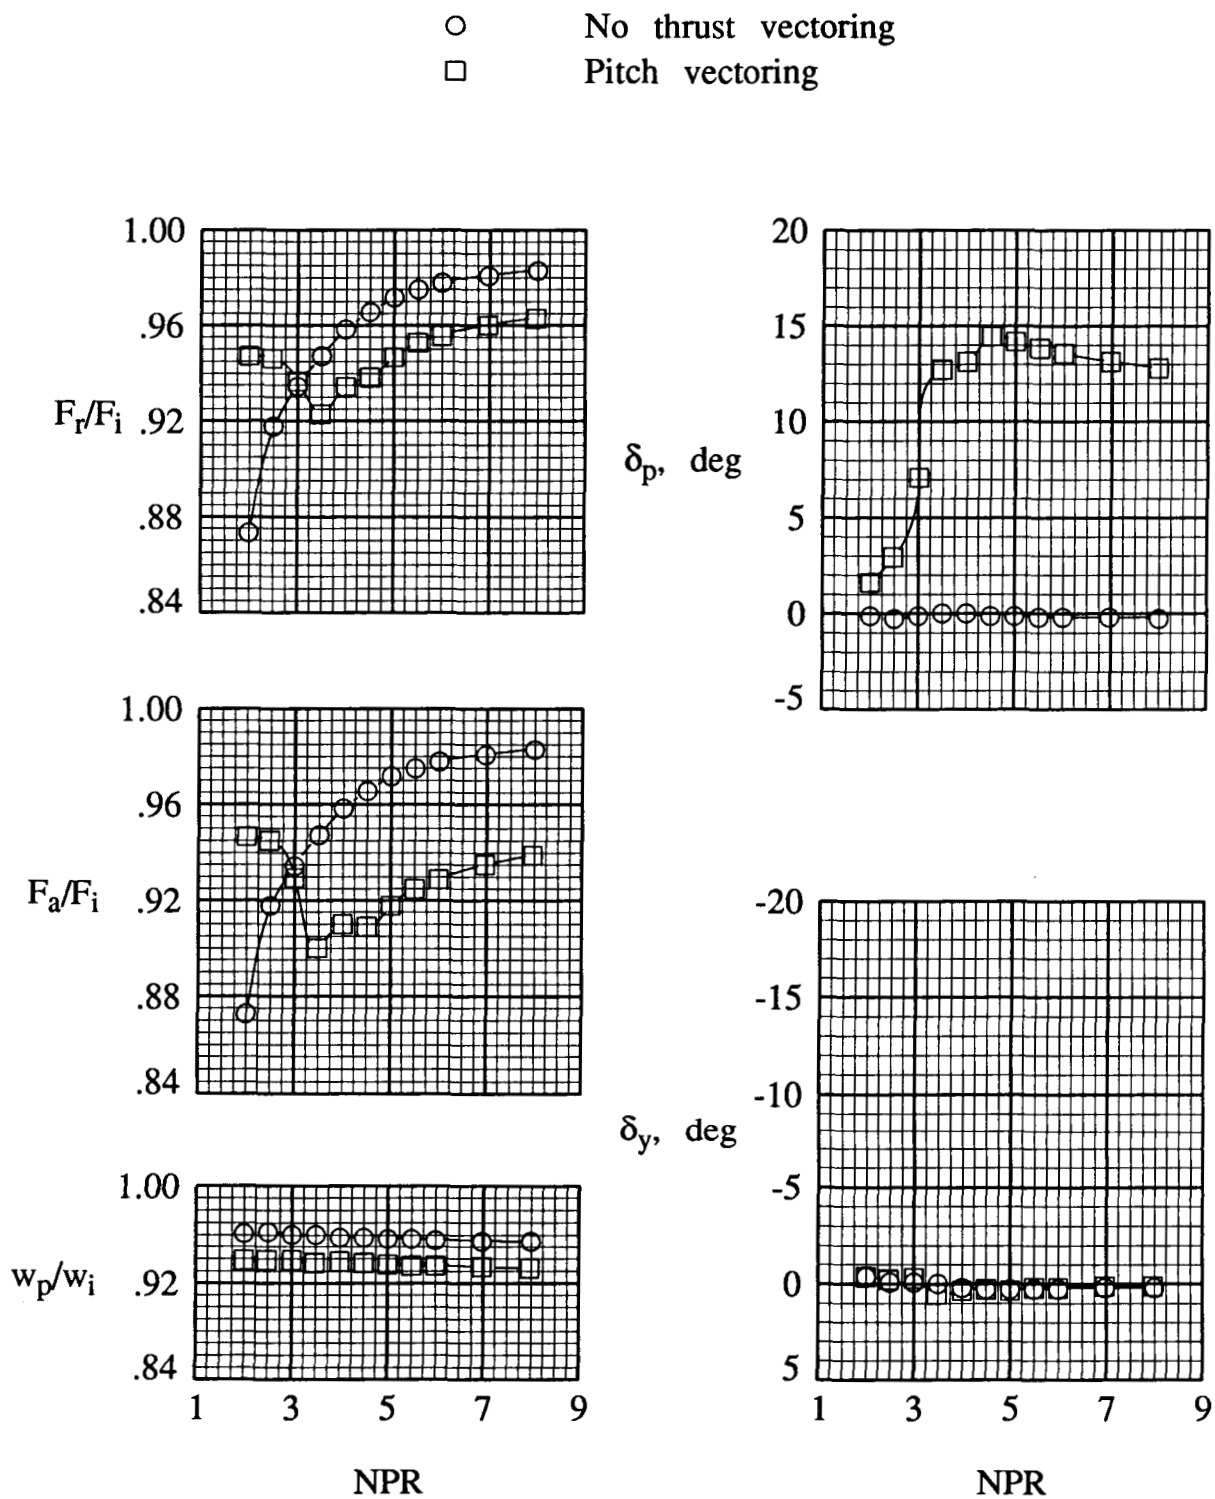 No thrust vectoring
Pitch vectoring
1.00
.96
Fr/Fi .92
.88
.84
20
15
10
δp, deg
5
0
-5
1.00
.96
Fa/Fi .92
.88
.84
-20
-15
-10
δy, deg
-5
0
5
1 3 5 7 9
NPR
1.00
wp/wi .92
.84
1 3 5 7 9
NPR